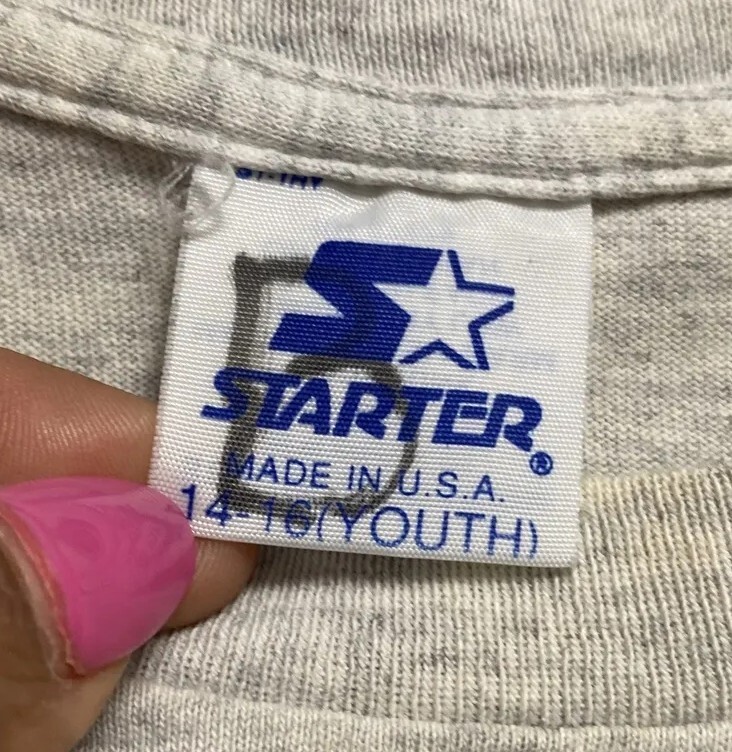 B
STARTER®
MADE IN U.S.A.
14-16(YOUTH)